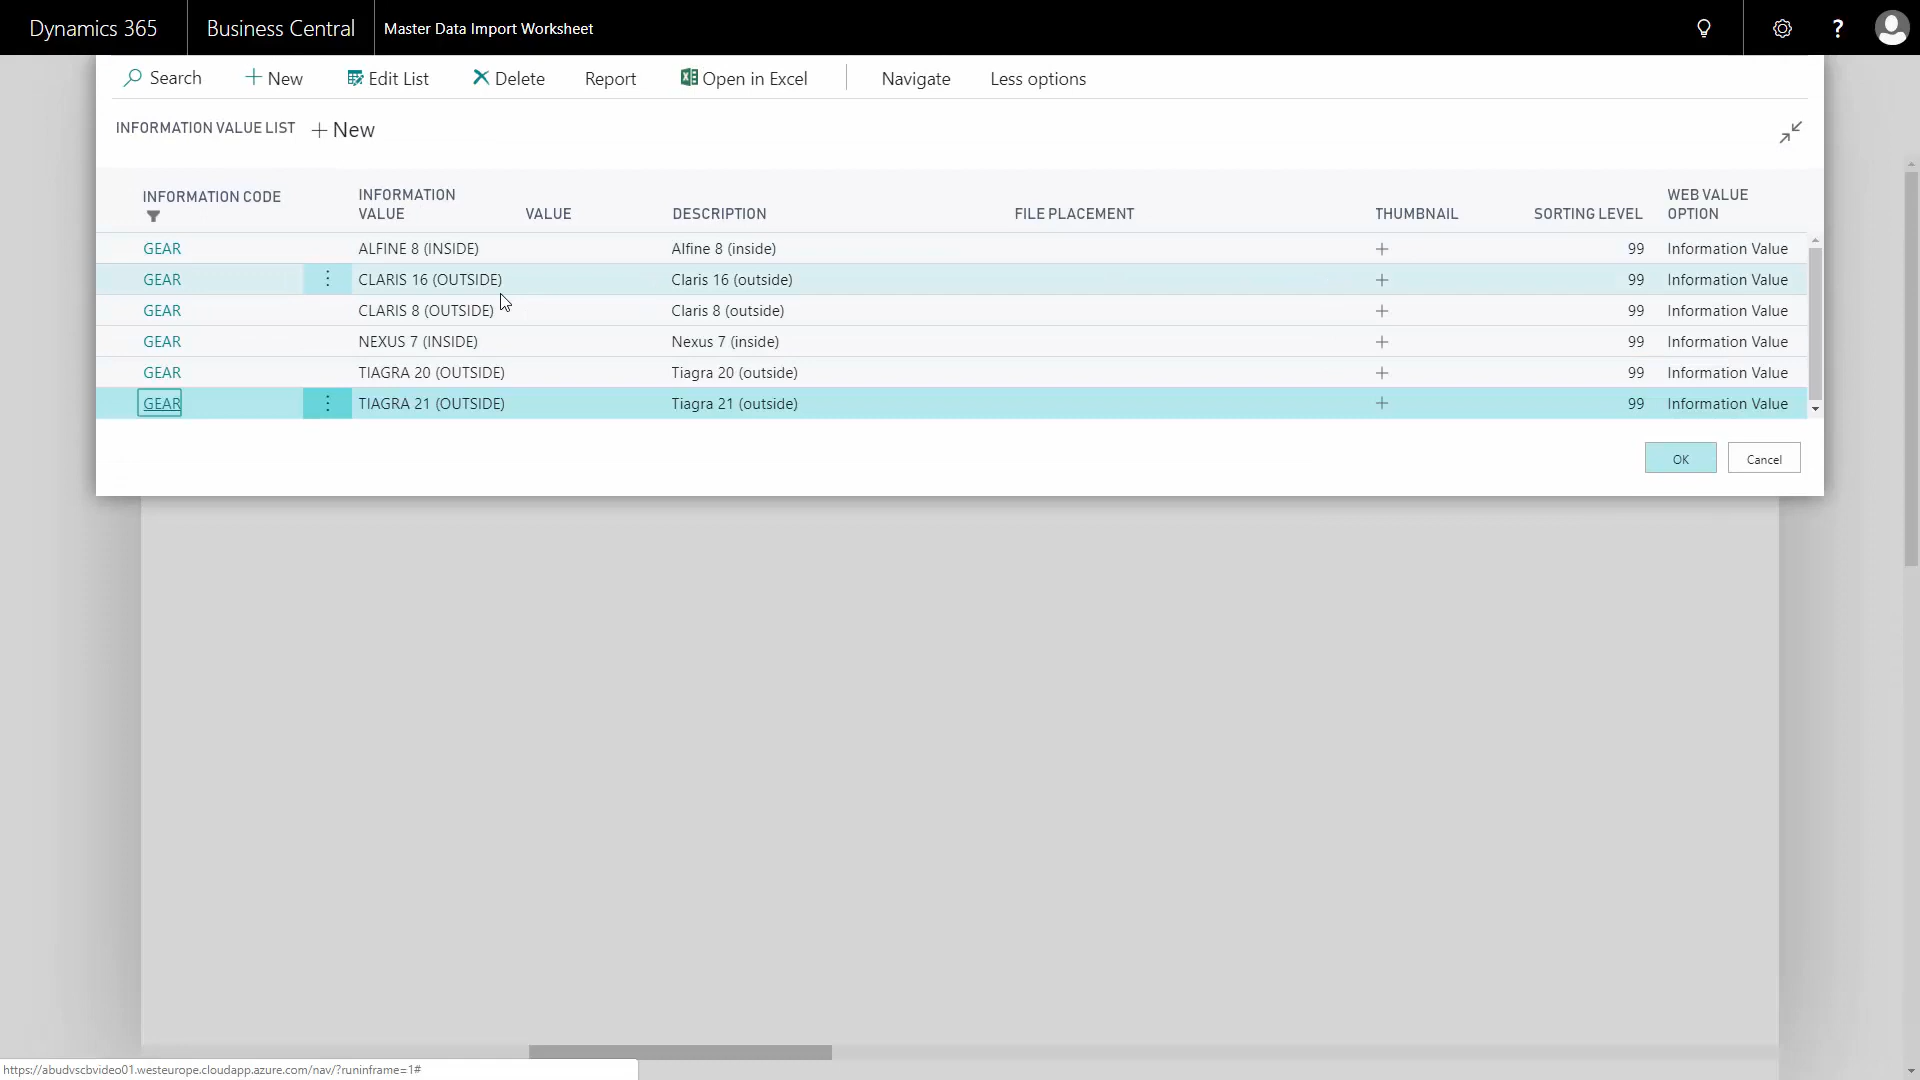 Dynamics 365 Business Central Master Data Import Worksheet ?
Search + New Edit List Delete Report Open in Excel Navigate Less options
INFORMATION VALUE LIST + New
INFORMATION CODE INFORMATION VALUE VALUE DESCRIPTION FILE PLACEMENT THUMBNAIL SORTING LEVEL WEB VALUE OPTION
GEAR ALFINE 8 (INSIDE) Alfine 8 (inside) + 99 Information Value
GEAR CLARIS 16 (OUTSIDE) Claris 16 (outside) + 99 Information Value
GEAR CLARIS 8 (OUTSIDE) Claris 8 (outside) + 99 Information Value
GEAR NEXUS 7 (INSIDE) Nexus 7 (inside) + 99 Information Value
GEAR TIAGRA 20 (OUTSIDE) Tiagra 20 (outside) + 99 Information Value
GEAR TIAGRA 21 (OUTSIDE) Tiagra 21 (outside) + 99 Information Value
OK Cancel
https://abudvscbvideo01.westeurope.cloudapp.azure.com/nav/?runinframe=1#